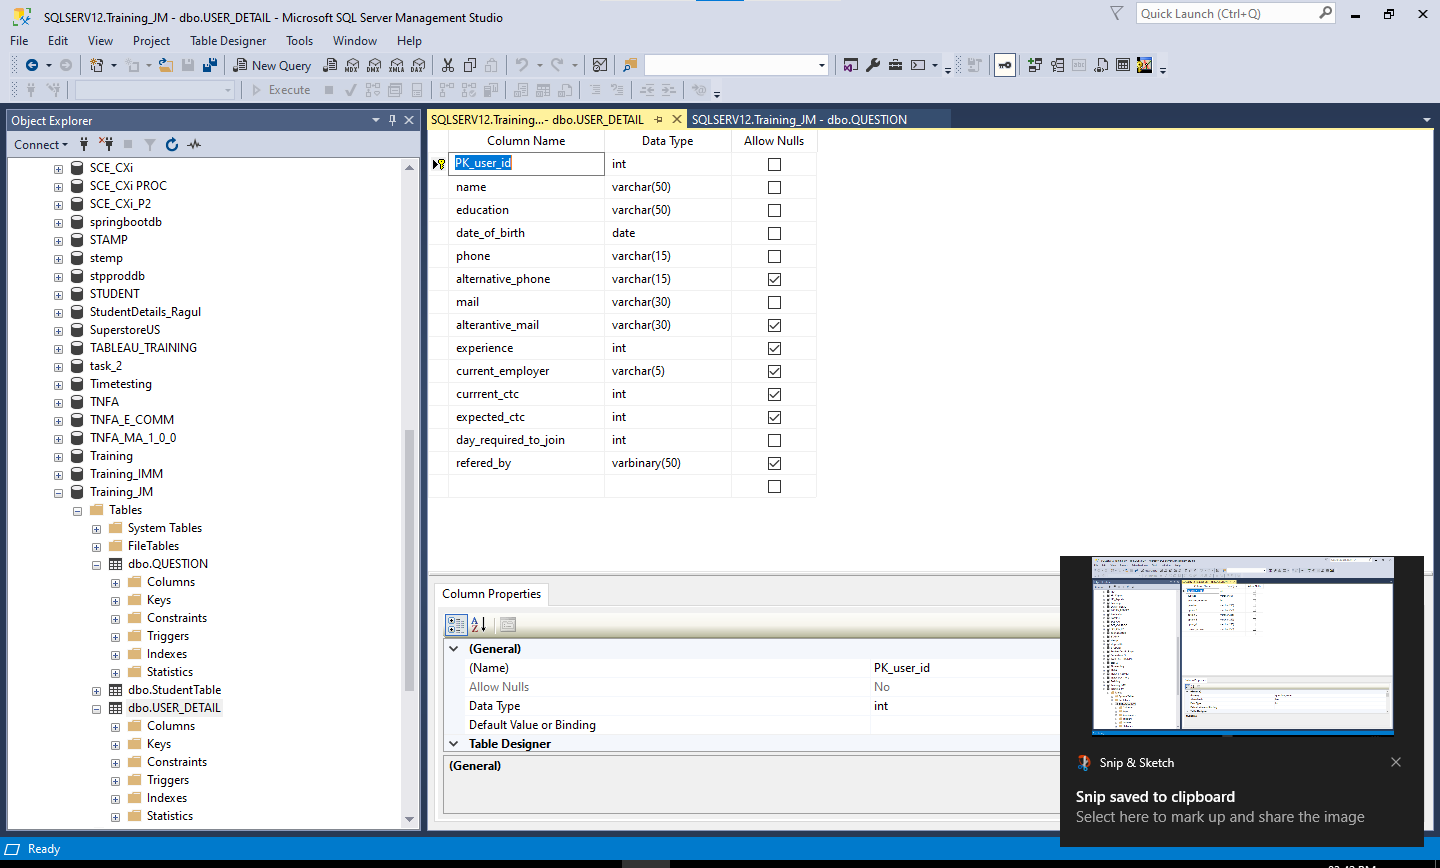 SQLSERV12.Training_JM - dbo.USER_DETAIL - Microsoft SQL Server Management Studio
Quick Launch (Ctrl+Q)
File Edit View Project Table Designer Tools Window Help
New Query MDX DMX XMLA DAX
Execute
Object Explorer
Connect
SCE_CXi
SCE_CXi PROC
SCE_CXi_P2
springbootdb
STAMP
stemp
stpproddb
STUDENT
StudentDetails_Ragul
SuperstoreUS
TABLEAU_TRAINING
task_2
Timetesting
TNFA
TNFA_E_COMM
TNFA_MA_1_0_0
Training
Training_IMM
Training_JM
Tables
System Tables
FileTables
dbo.QUESTION
Columns
Keys
Constraints
Triggers
Indexes
Statistics
dbo.StudentTable
dbo.USER_DETAIL
Columns
Keys
Constraints
Triggers
Indexes
Statistics
SQLSERV12.Training...- dbo.USER_DETAIL SQLSERV12.Training_JM - dbo.QUESTION
Column Name Data Type Allow Nulls
PK_user_id int
name varchar(50)
education varchar(50)
date_of_birth date
phone varchar(15)
alternative_phone varchar(15)
mail varchar(30)
alterantive_mail varchar(30)
experience int
current_employer varchar(5)
currrent_ctc int
expected_ctc int
day_required_to_join int
refered_by varbinary(50)
Column Properties
(General)
(Name) PK_user_id
Allow Nulls No
Data Type int
Default Value or Binding
Table Designer
(General)
Snip & Sketch
Snip saved to clipboard
Select here to mark up and share the image
Ready